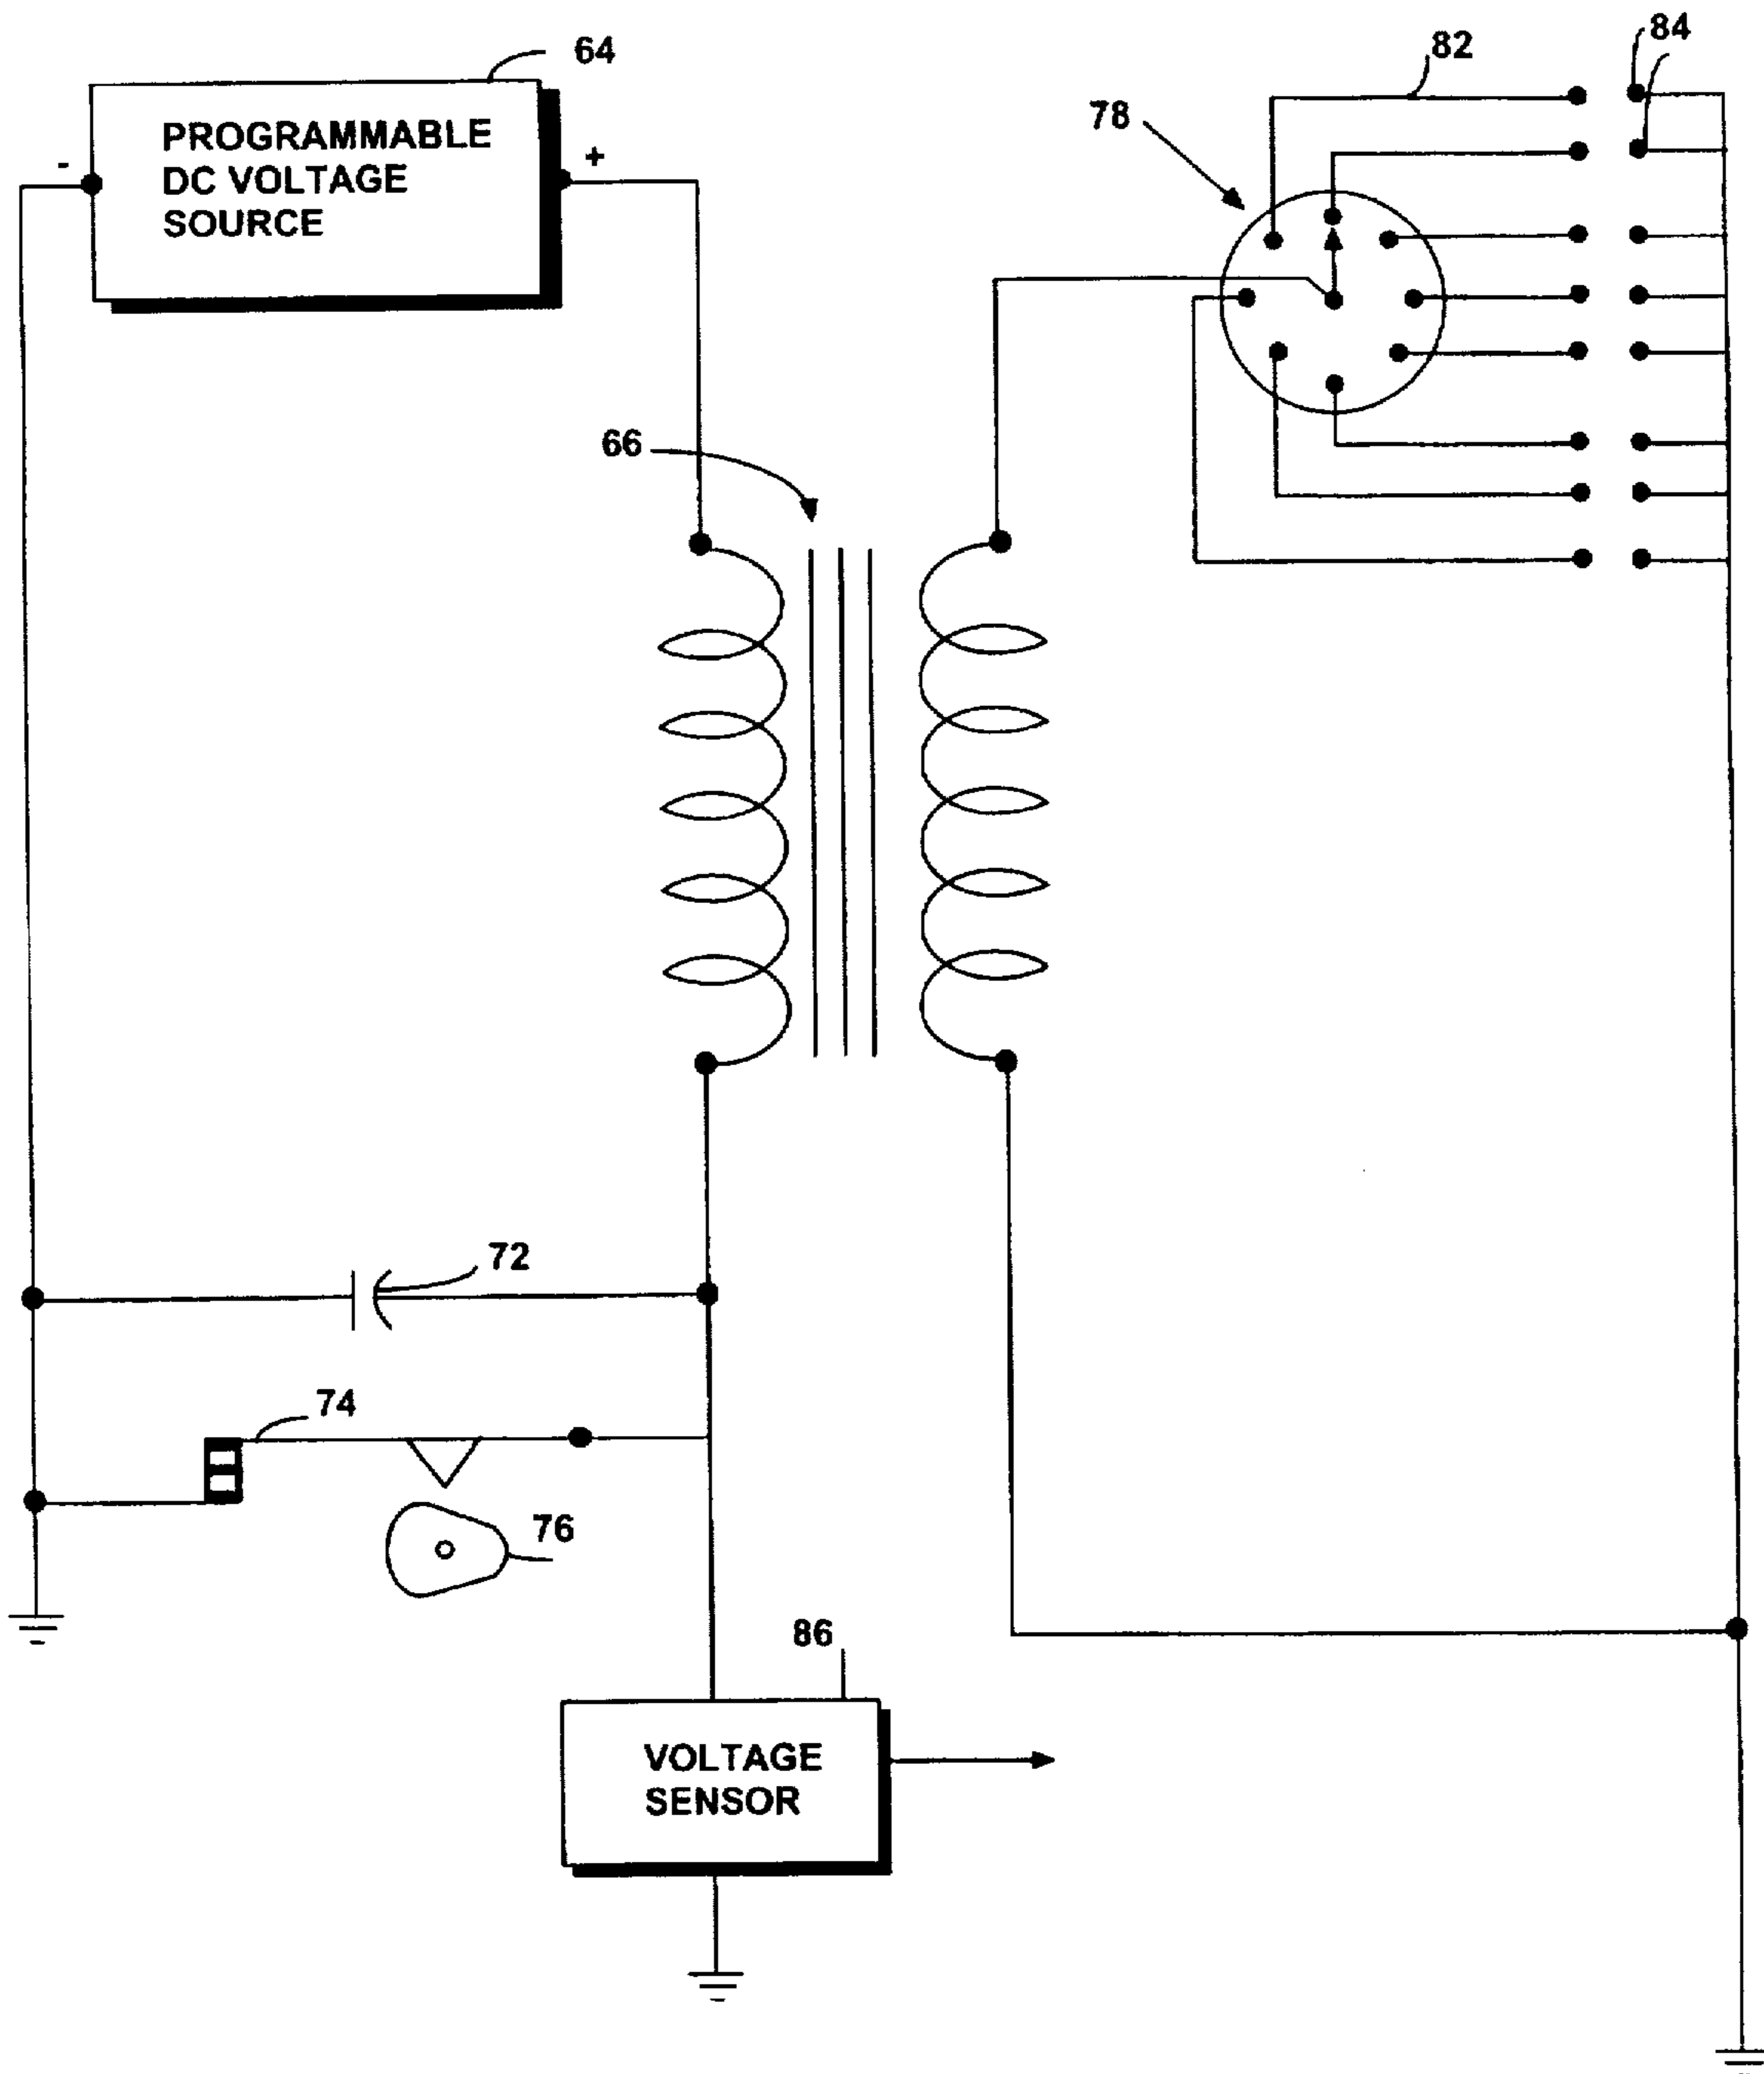 64
82
84
PROGRAMMABLE
DC VOLTAGE
SOURCE
-
+
78
66
72
74
76
86
VOLTAGE
SENSOR